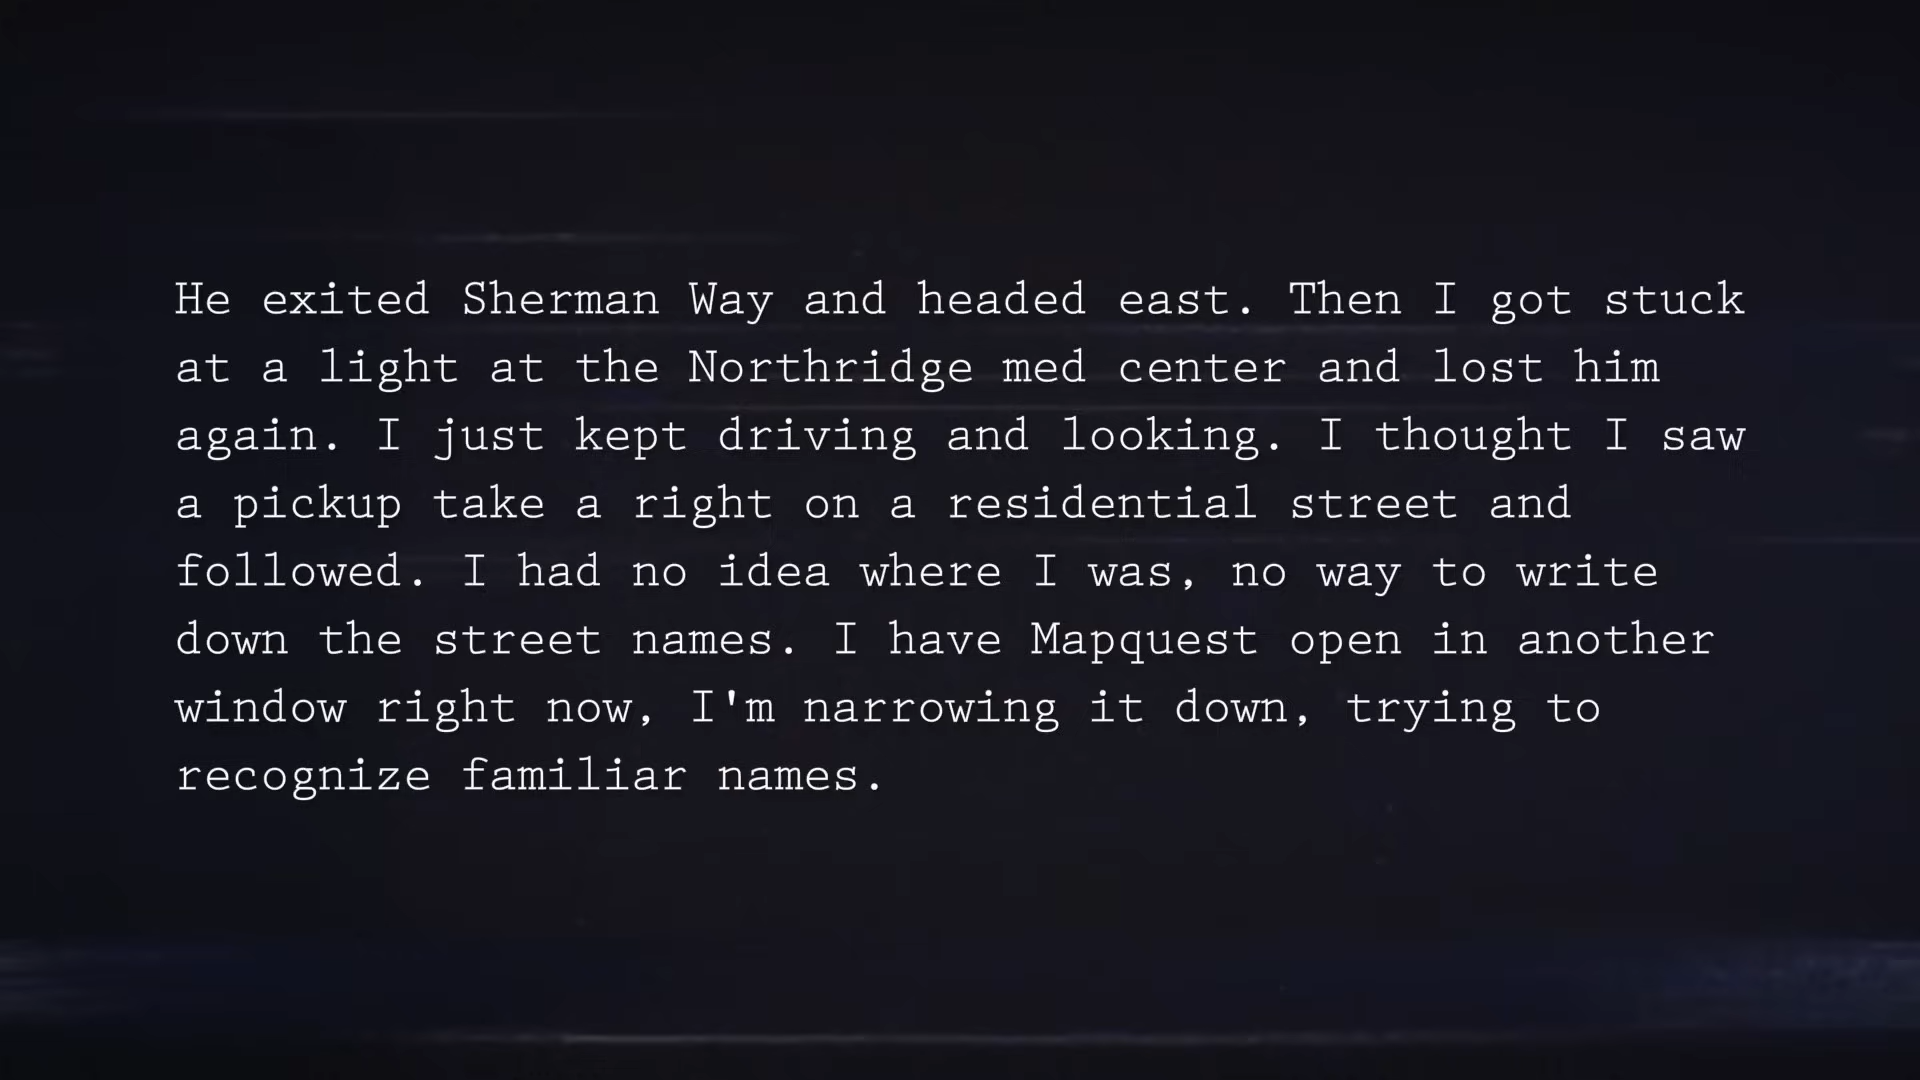 He exited Sherman Way and headed east. Then I got stuck
at a light at the Northridge med center and lost him
again. I just kept driving and looking. I thought I saw
a pickup take a right on a residential street and
followed. I had no idea where I was, no way to write
down the street names. I have Mapquest open in another
window right now, I'm narrowing it down, trying to
recognize familiar names.